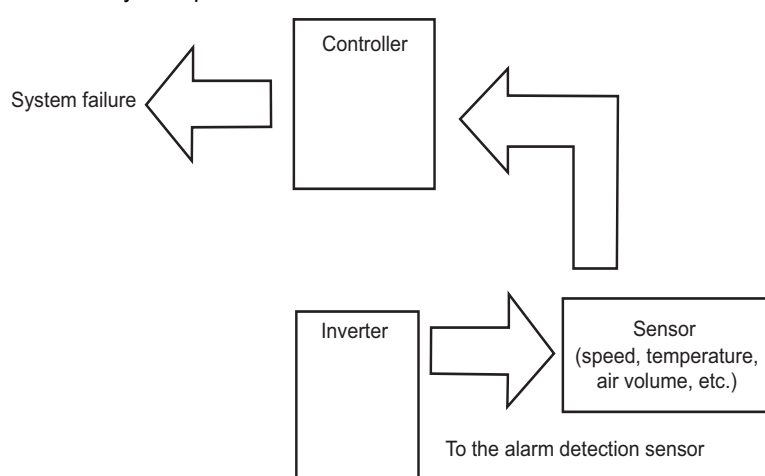 Controller
System failure
Inverter
Sensor
(speed, temperature,
air volume, etc.)
To the alarm detection sensor